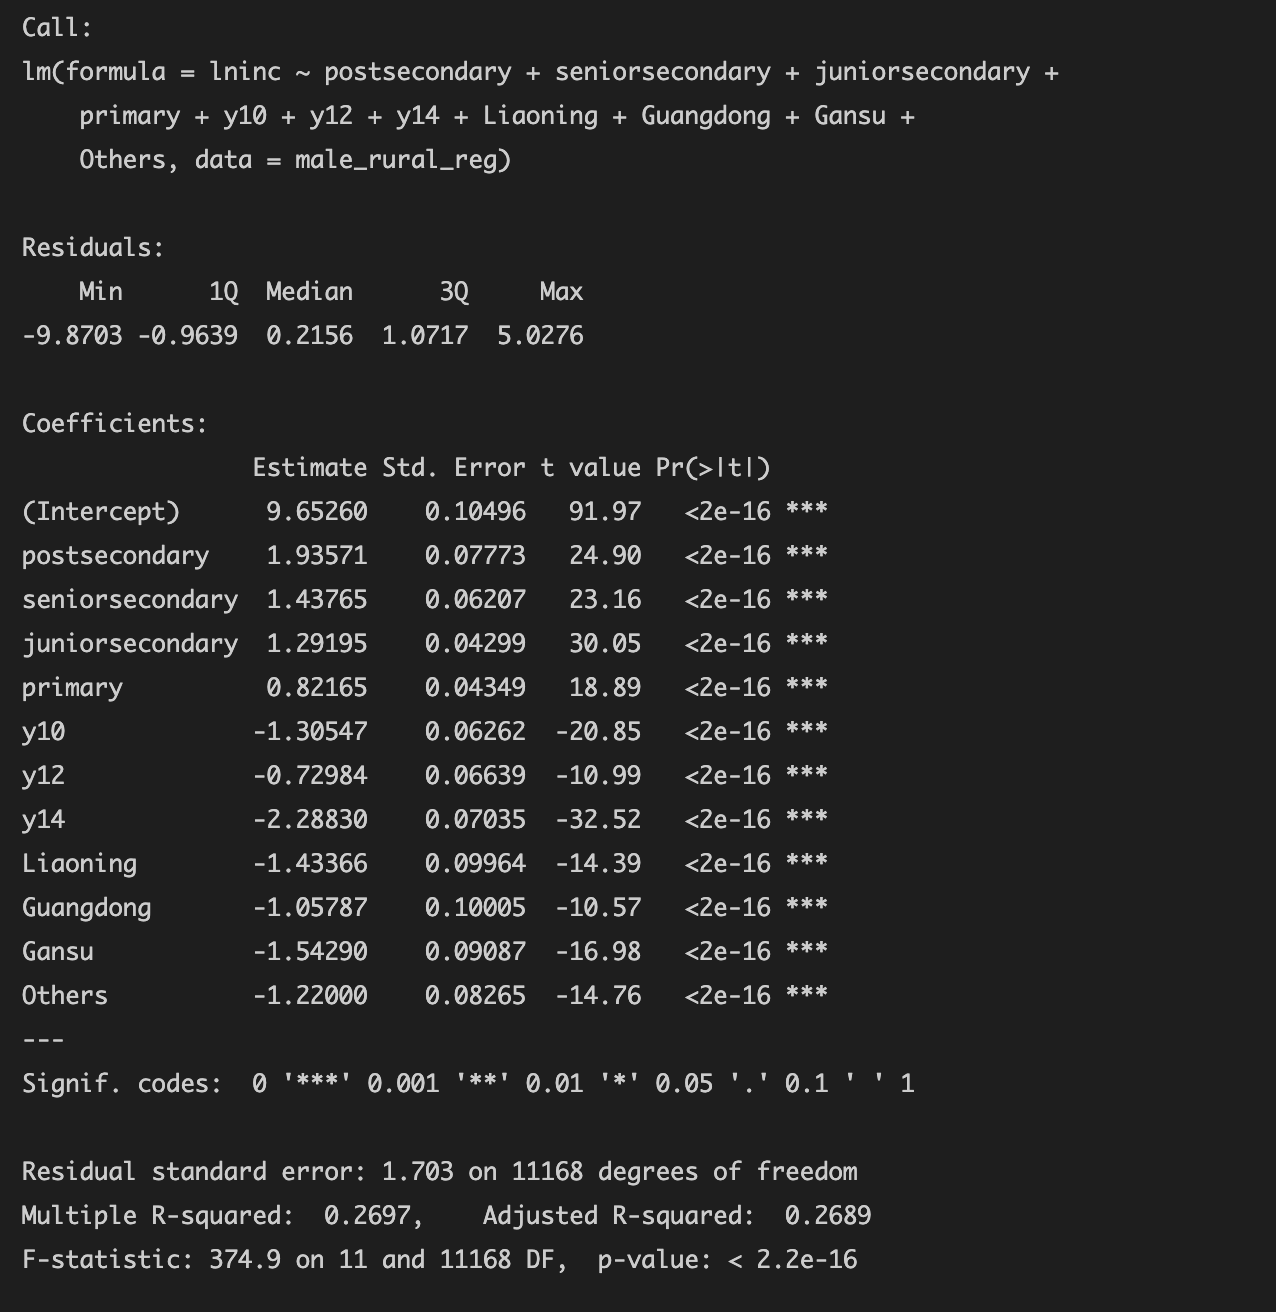 Call:
lm(formula = lninc ~ postsecondary + seniorsecondary + juniorsecondary +
    primary + y10 + y12 + y14 + Liaoning + Guangdong + Gansu +
    Others, data = male_rural_reg)

Residuals:
    Min      1Q  Median      3Q     Max
-9.8703 -0.9639  0.2156  1.0717  5.0276

Coefficients:
                Estimate Std. Error t value Pr(>|t|)
(Intercept)      9.65260    0.10496   91.97   <2e-16 ***
postsecondary    1.93571    0.07773   24.90   <2e-16 ***
seniorsecondary  1.43765    0.06207   23.16   <2e-16 ***
juniorsecondary  1.29195    0.04299   30.05   <2e-16 ***
primary          0.82165    0.04349   18.89   <2e-16 ***
y10             -1.30547    0.06262  -20.85   <2e-16 ***
y12             -0.72984    0.06639  -10.99   <2e-16 ***
y14             -2.28830    0.07035  -32.52   <2e-16 ***
Liaoning        -1.43366    0.09964  -14.39   <2e-16 ***
Guangdong       -1.05787    0.10005  -10.57   <2e-16 ***
Gansu           -1.54290    0.09087  -16.98   <2e-16 ***
Others          -1.22000    0.08265  -14.76   <2e-16 ***
---
Signif. codes:  0 '***' 0.001 '**' 0.01 '*' 0.05 '.' 0.1 ' ' 1

Residual standard error: 1.703 on 11168 degrees of freedom
Multiple R-squared:  0.2697,    Adjusted R-squared:  0.2689
F-statistic: 374.9 on 11 and 11168 DF,  p-value: < 2.2e-16